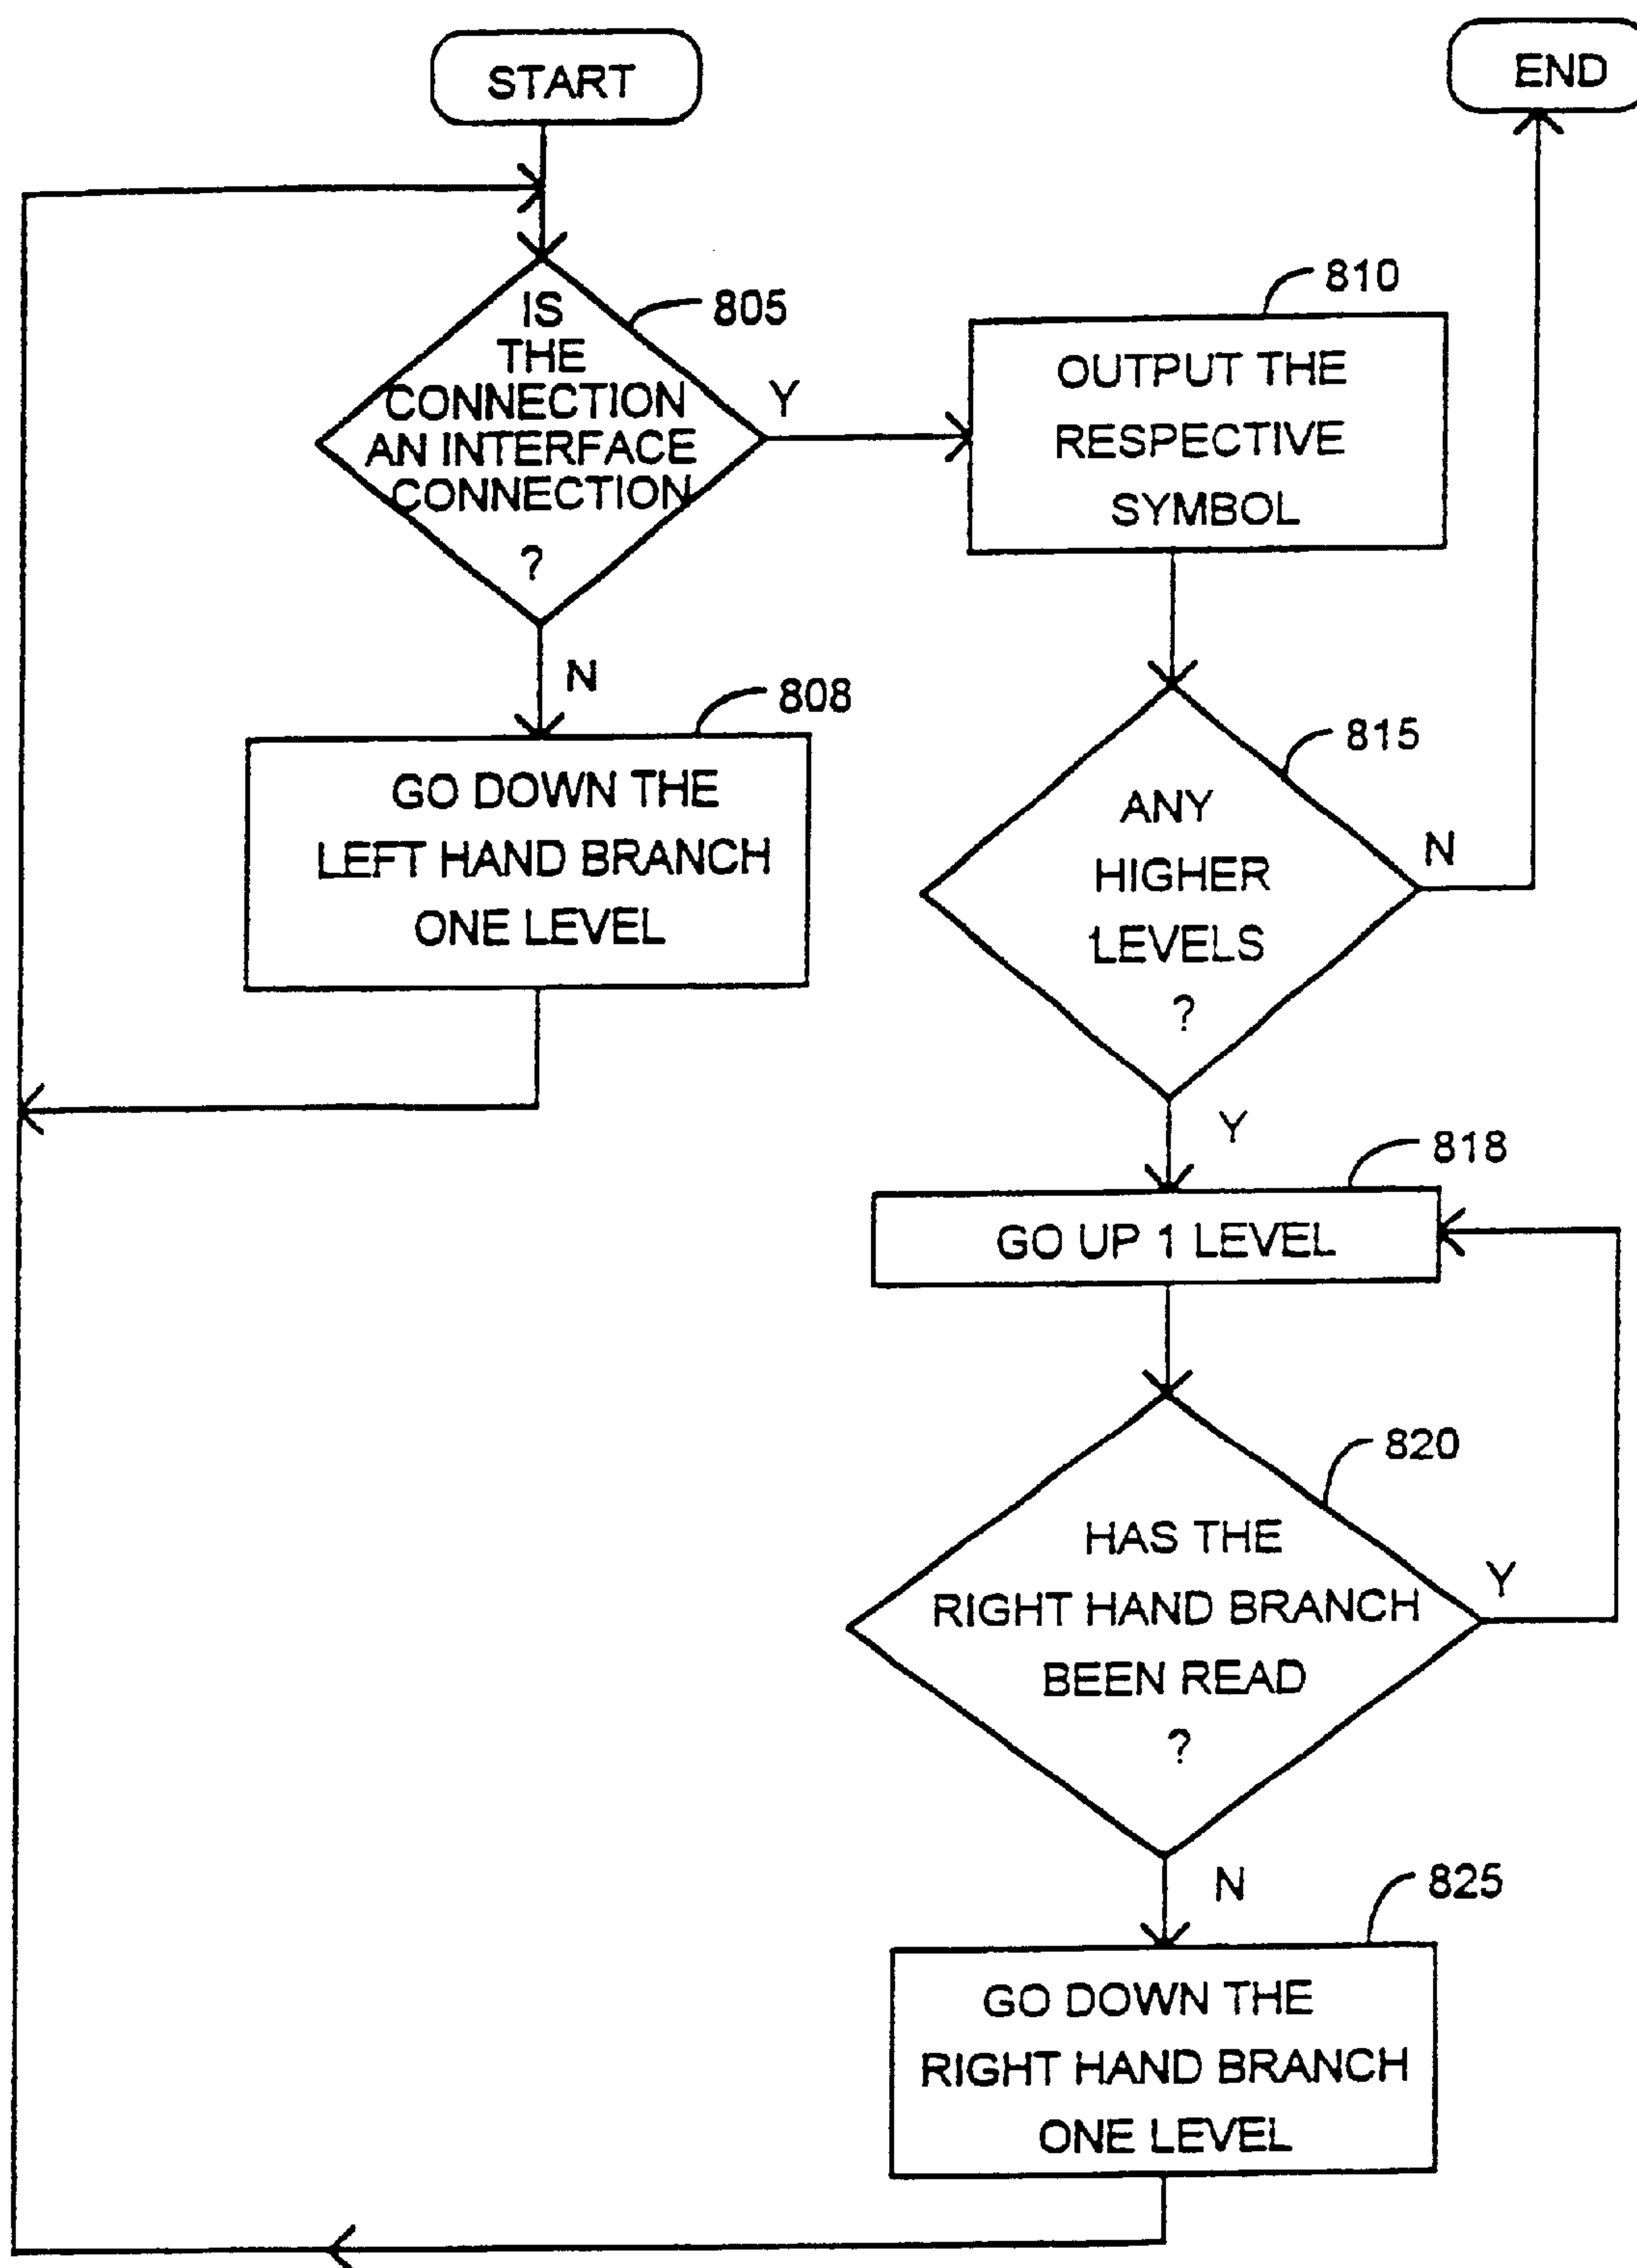 START
END
IS
THE
CONNECTION
AN INTERFACE
CONNECTION
?
805
Y
N
810
OUTPUT THE
RESPECTIVE
SYMBOL
808
GO DOWN THE
LEFT HAND BRANCH
ONE LEVEL
815
ANY
HIGHER
LEVELS
?
N
Y
818
GO UP 1 LEVEL
820
HAS THE
RIGHT HAND BRANCH
BEEN READ
?
Y
N
825
GO DOWN THE
RIGHT HAND BRANCH
ONE LEVEL